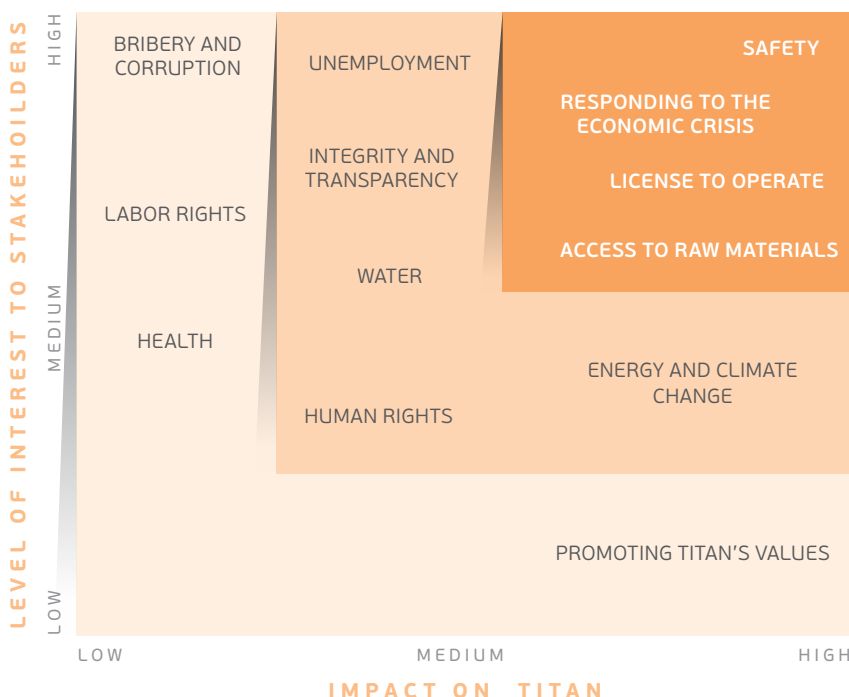 LEVEL OF INTEREST TO STAKEHOILDERS
HIGH
MEDIUM
LOW
BRIBERY AND
CORRUPTION
LABOR RIGHTS
HEALTH
UNEMPLOYMENT
INTEGRITY AND
TRANSPARENCY
WATER
HUMAN RIGHTS
SAFETY
RESPONDING TO THE
ECONOMIC CRISIS
LICENSE TO OPERATE
ACCESS TO RAW MATERIALS
ENERGY AND CLIMATE
CHANGE
PROMOTING TITAN'S VALUES
LOW
MEDIUM
HIGH
IMPACT ON TITAN